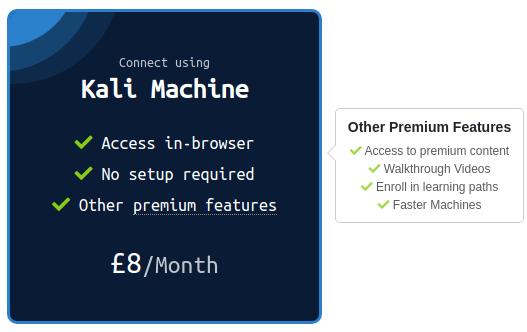 Connect using
Kali Machine
Access in-browser
No setup required
Other premium features
£8/Month
Other Premium Features
Access to premium content
Walkthrough Videos
Enroll in learning paths
Faster Machines